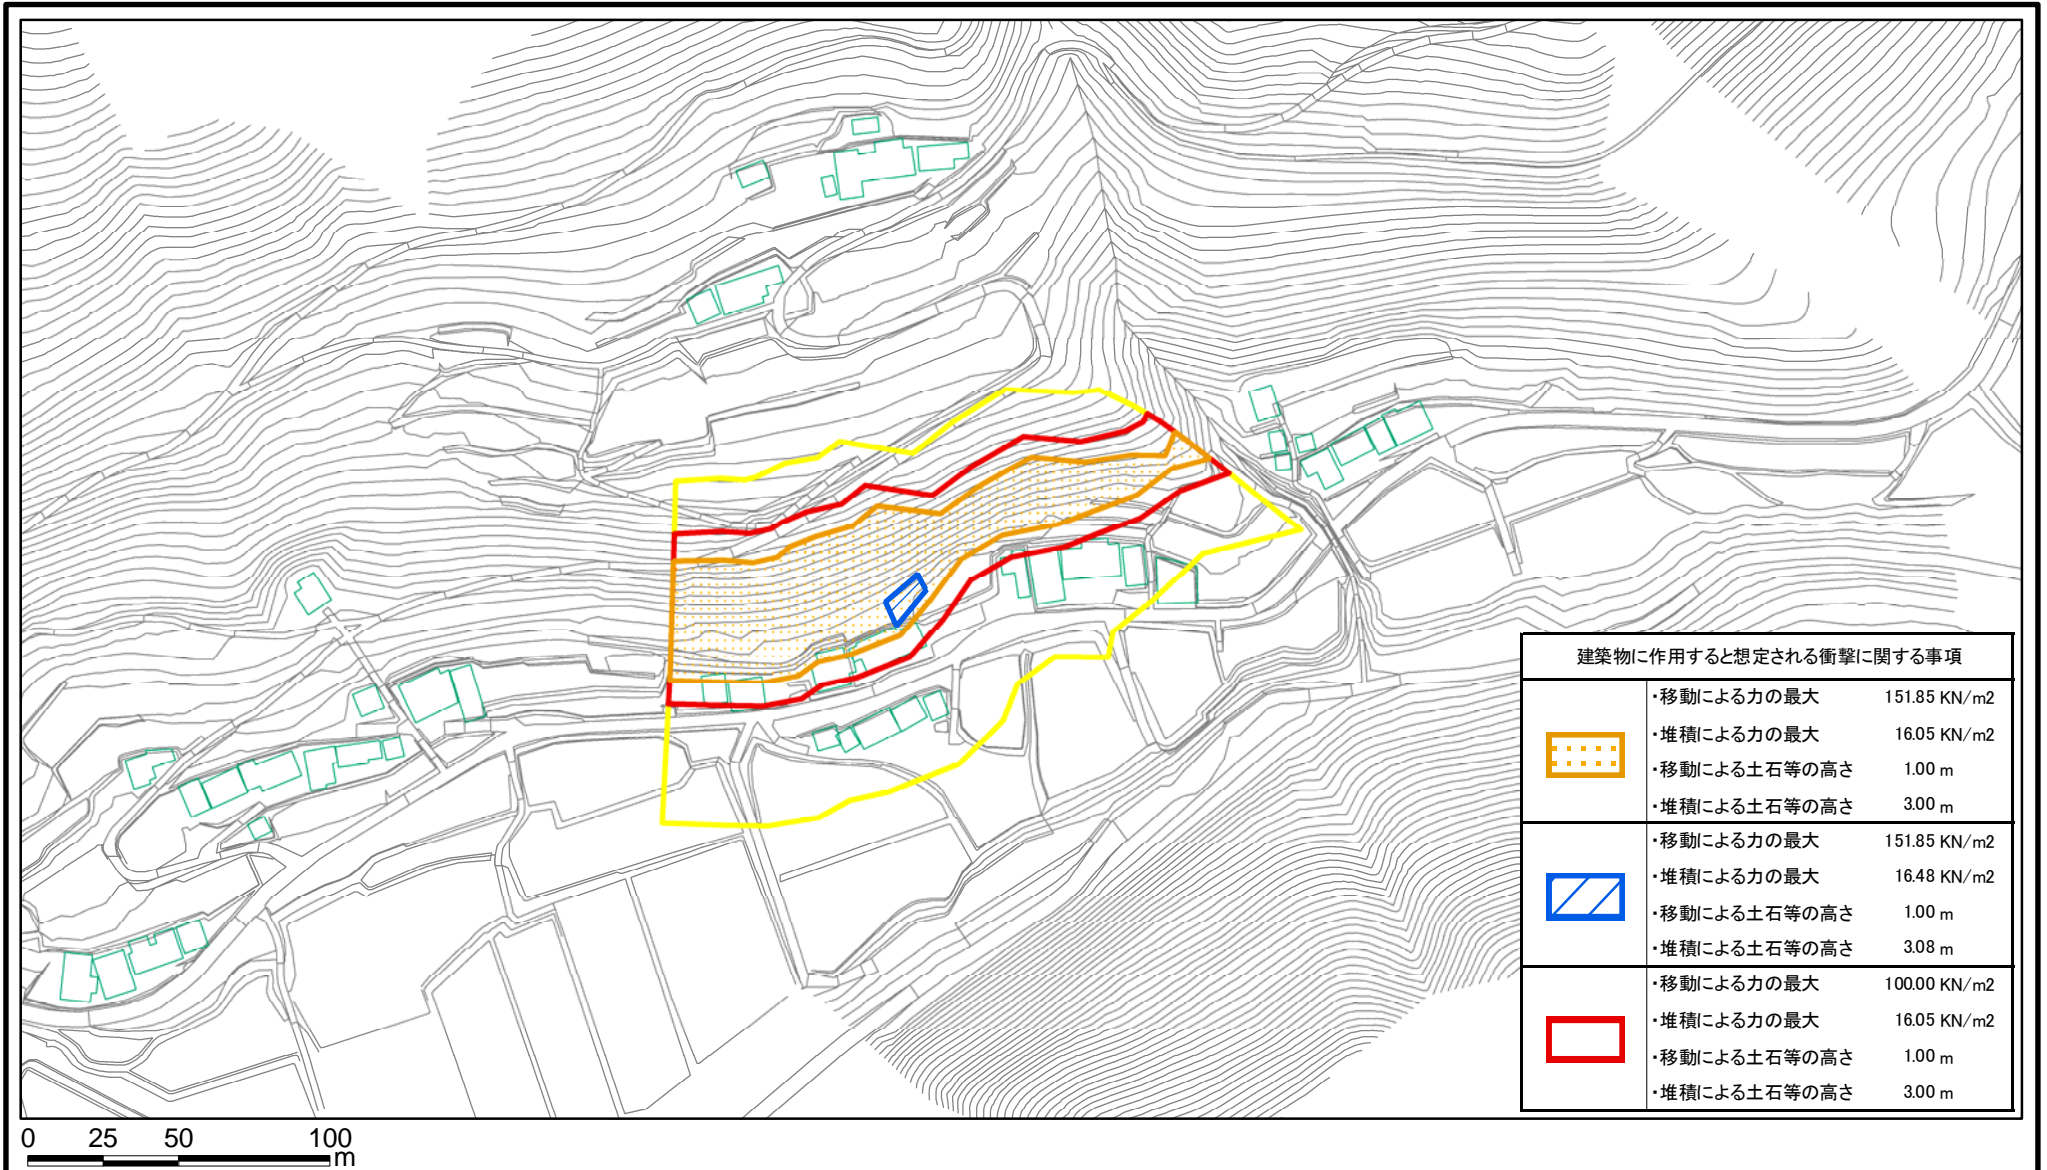 建築物に作用すると想定される衝撃に関する事項
・移動による力の最大 151.85 KN/m2
・堆積による力の最大 16.05 KN/m2
・移動による土石等の高さ 1.00 m
・堆積による土石等の高さ 3.00 m
・移動による力の最大 151.85 KN/m2
・堆積による力の最大 16.48 KN/m2
・移動による土石等の高さ 1.00 m
・堆積による土石等の高さ 3.08 m
・移動による力の最大 100.00 KN/m2
・堆積による力の最大 16.05 KN/m2
・移動による土石等の高さ 1.00 m
・堆積による土石等の高さ 3.00 m
0 25 50 100
m